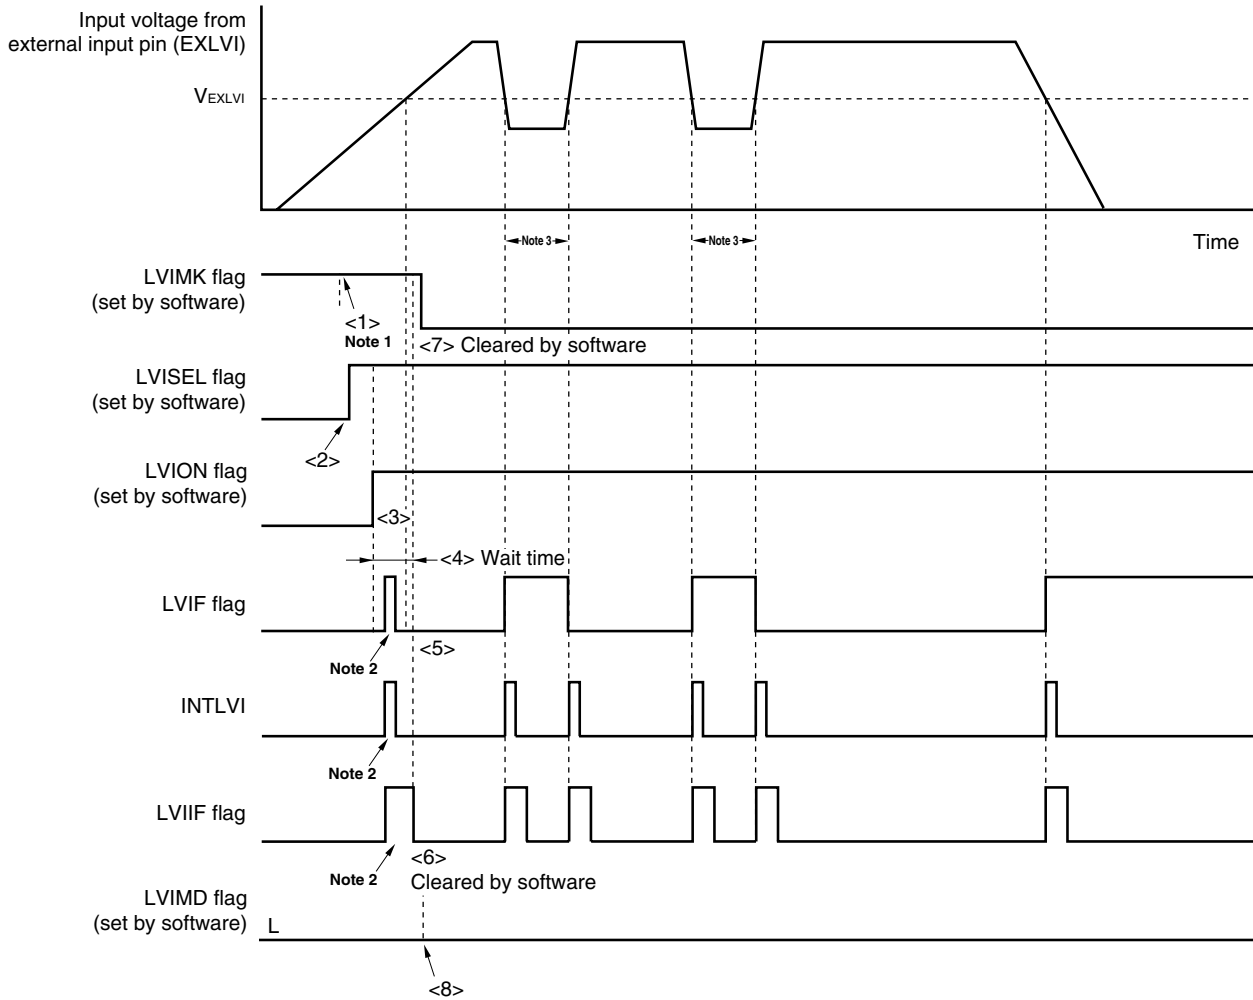 Input voltage from
external input pin (EXLVI)
VEXLVI
Note 3
Note 3
Time
LVIMK flag
(set by software)
<1>
Note 1
<7> Cleared by software
LVISEL flag
(set by software)
<2>
LVION flag
(set by software)
<3>
<4> Wait time
LVIF flag
Note 2
<5>
INTLVI
Note 2
LVIIF flag
Note 2
<6>
Cleared by software
LVIMD flag
(set by software)
L
<8>